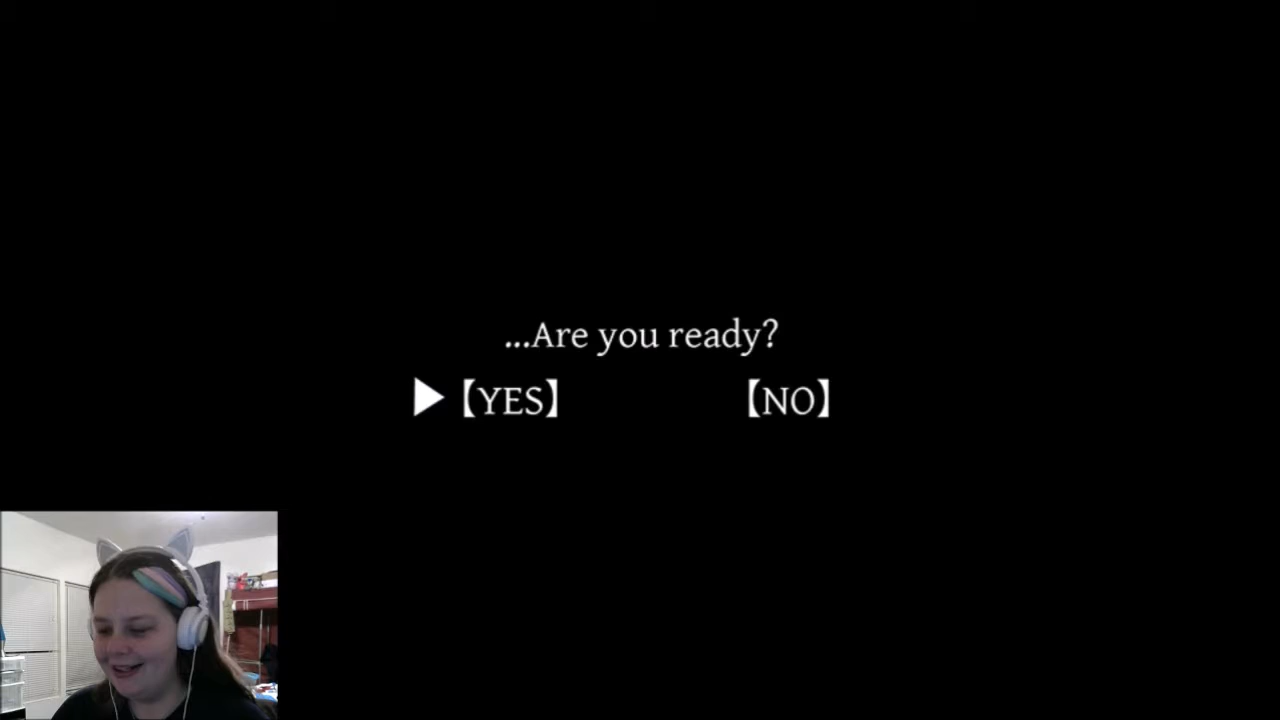 ...Are you ready?
▶【YES】 【NO】